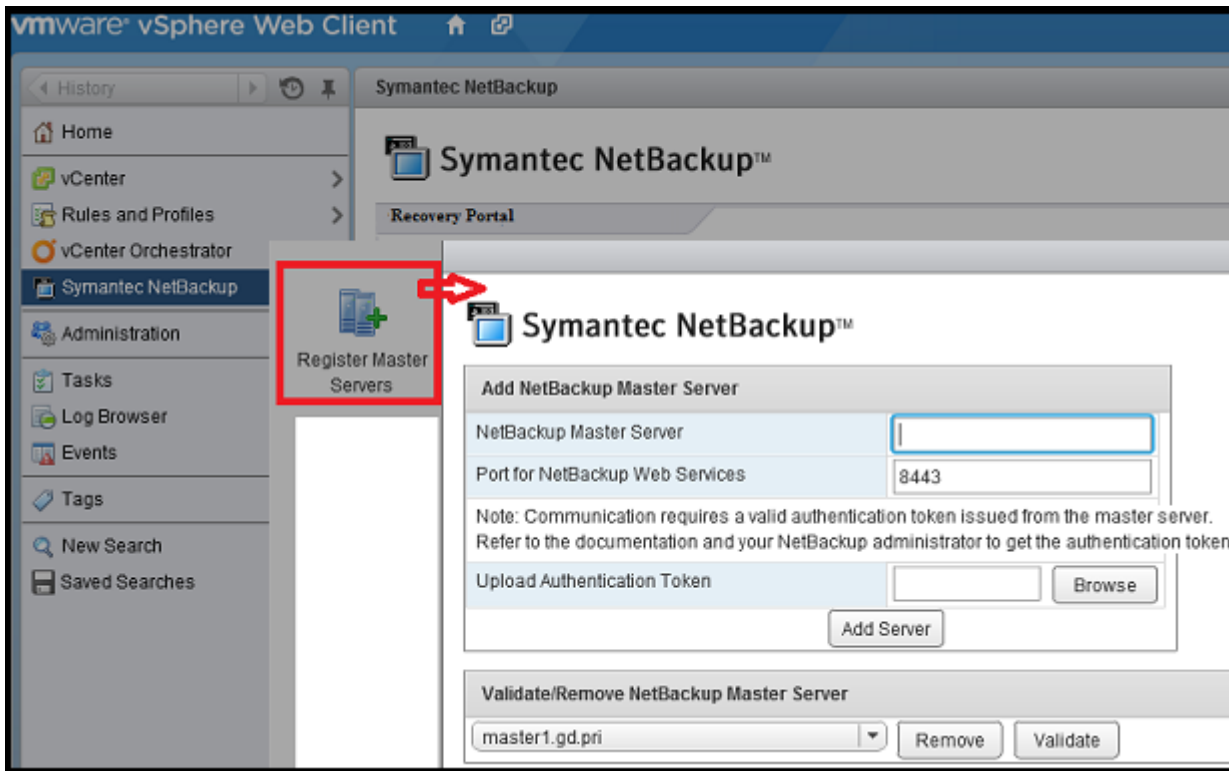 vmware® vSphere Web Client
History
Symantec NetBackup
Home
Symantec NetBackup™
vCenter
Rules and Profiles
Recovery Portal
vCenter Orchestrator
Symantec NetBackup
Administration
Tasks
Log Browser
Events
Tags
New Search
Saved Searches
Register Master
Servers
Symantec NetBackup™
Add NetBackup Master Server
NetBackup Master Server
Port for NetBackup Web Services
8443
Note: Communication requires a valid authentication token issued from the master server.
Refer to the documentation and your NetBackup administrator to get the authentication token
Upload Authentication Token
Browse
Add Server
Validate/Remove NetBackup Master Server
master1.gd.pri
Remove
Validate